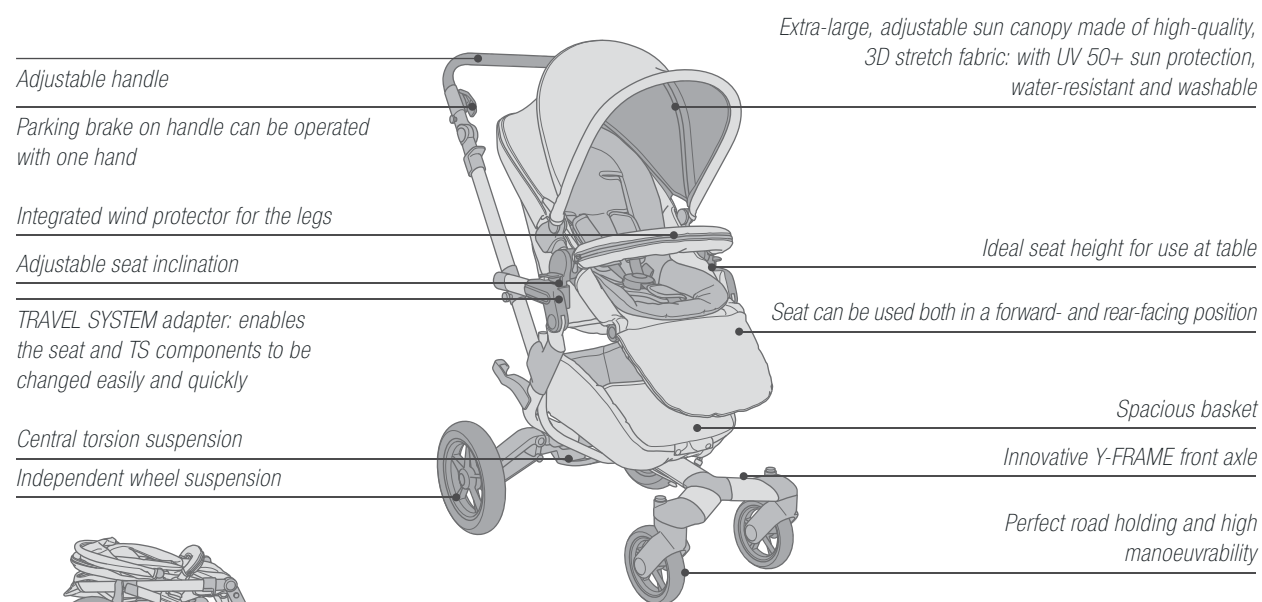 Adjustable handle
Parking brake on handle can be operated
with one hand
Integrated wind protector for the legs
Adjustable seat inclination
TRAVEL SYSTEM adapter: enables
the seat and TS components to be
changed easily and quickly
Central torsion suspension
Independent wheel suspension
Extra-large, adjustable sun canopy made of high-quality,
3D stretch fabric: with UV 50+ sun protection,
water-resistant and washable
Ideal seat height for use at table
Seat can be used both in a forward- and rear-facing position
Spacious basket
Innovative Y-FRAME front axle
Perfect road holding and high
manoeuvrability